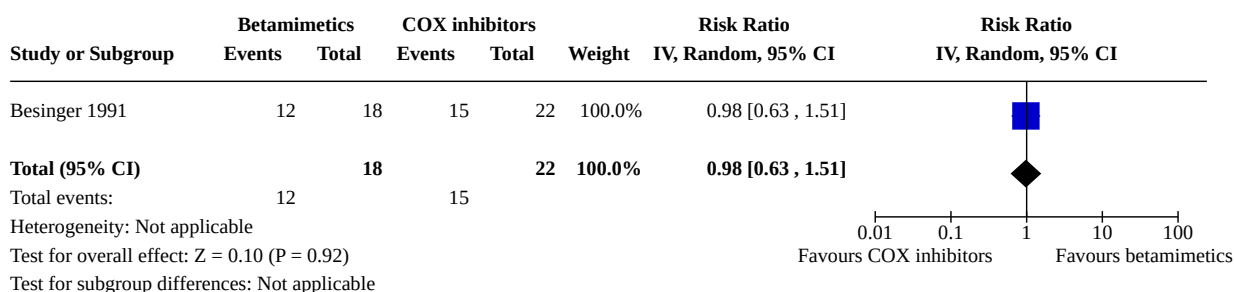 Betamimetics COX inhibitors Risk Ratio Risk Ratio
Study or Subgroup Events Total Events Total Weight IV, Random, 95% CI IV, Random, 95% CI
Besinger 1991 12 18 15 22 100.0% 0.98 [0.63 , 1.51]
Total (95% CI) 18 22 100.0% 0.98 [0.63 , 1.51]
Total events: 12 15
Heterogeneity: Not applicable
0.01 0.1 1 10 100
Test for overall effect: Z = 0.10 (P = 0.92) Favours COX inhibitors Favours betamimetics
Test for subgroup differences: Not applicable